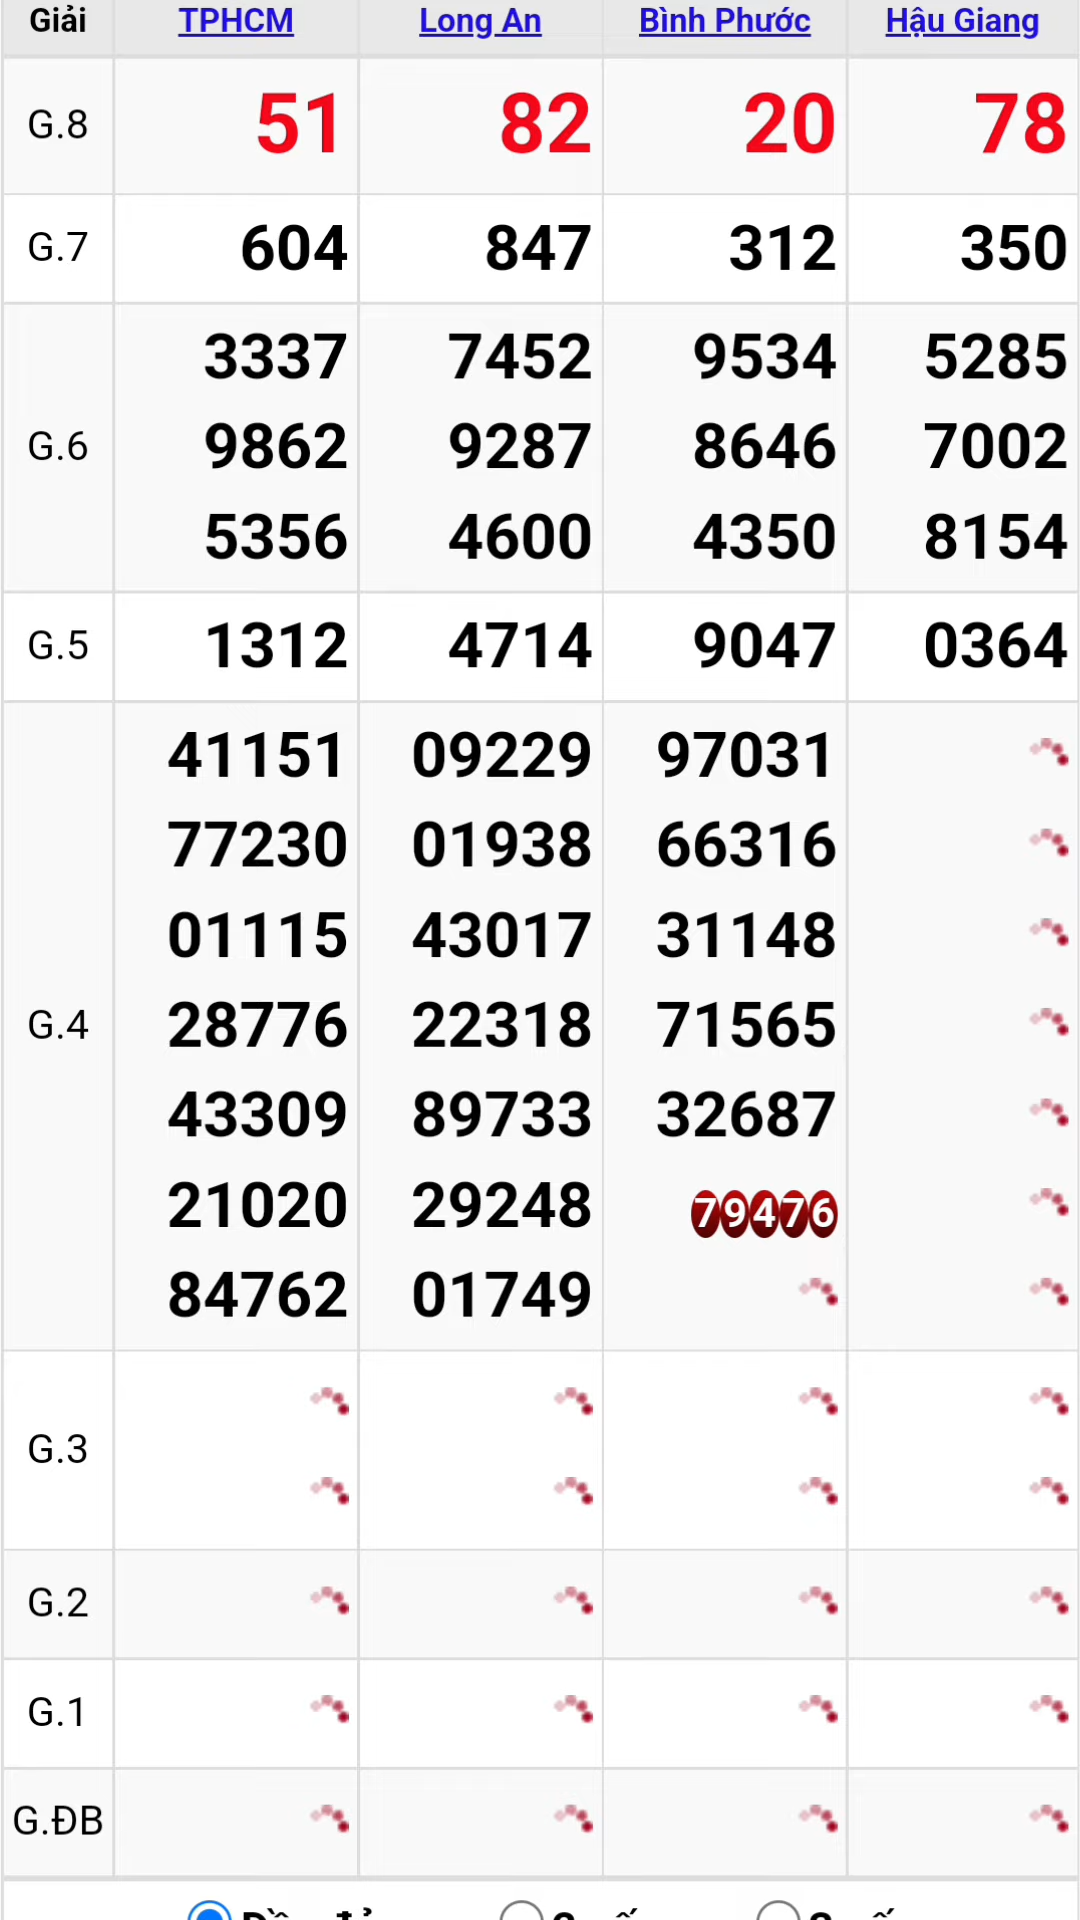 Giải TPHCM Long An Bình Phước Hậu Giang
G.8 51 82 20 78
G.7 604 847 312 350
3337 7452 9534 5285
G.6 9862 9287 8646 7002
5356 4600 4350 8154
G.5 1312 4714 9047 0364
41151 09229 97031
77230 01938 66316
01115 43017 31148
G.4 28776 22318 71565
43309 89733 32687
21020 29248 79476
84762 01749
G.3
G.2
G.1
G.ĐB